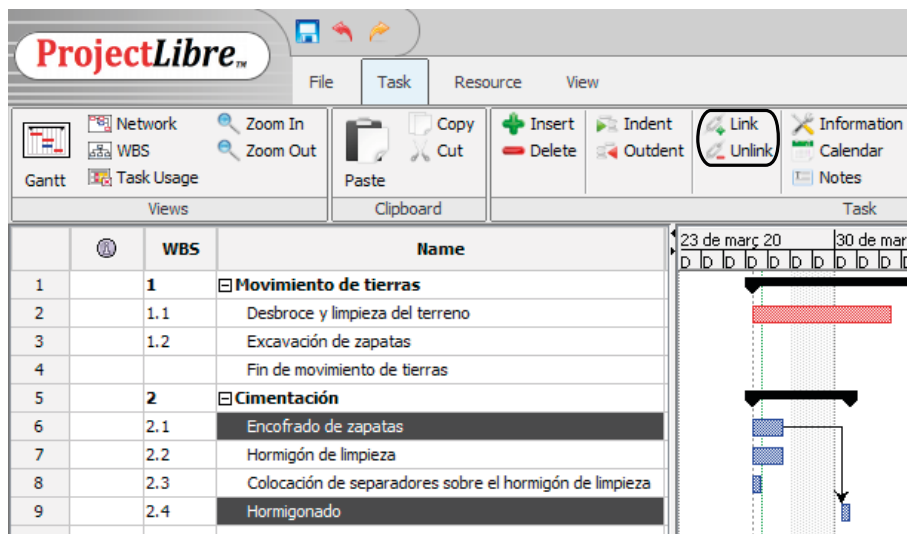 ProjectLibre™
File Task Resource View
Network Zoom In Copy Insert Indent Link Information
WBS Zoom Out Cut Delete Outdent Unlink Calendar
Gantt Task Usage Paste Notes
Views Clipboard Task
WBS Name 23 de març 20 30 de mar
D D D D D D D D D D
1 1 Movimiento de tierras
2 1.1 Desbroce y limpieza del terreno
3 1.2 Excavación de zapatas
4 Fin de movimiento de tierras
5 2 Cimentación
6 2.1 Encofrado de zapatas
7 2.2 Hormigón de limpieza
8 2.3 Colocación de separadores sobre el hormigón de limpieza
9 2.4 Hormigonado